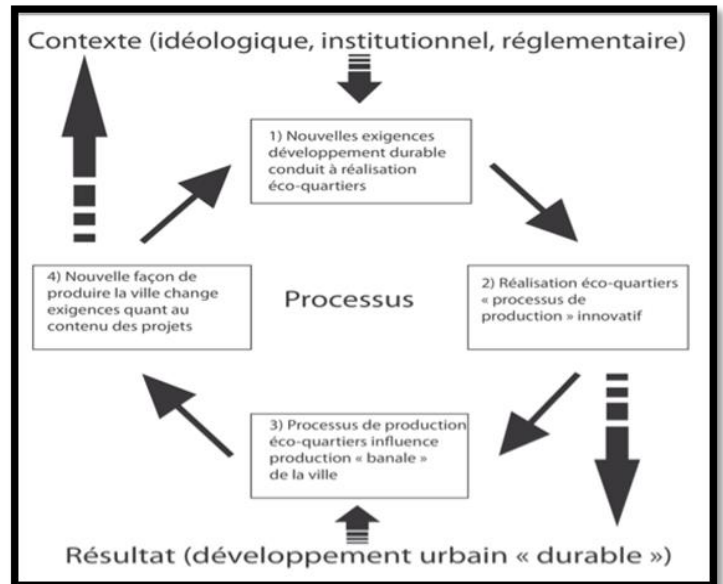 Contexte (idéologique, institutionnel, réglementaire)
1) Nouvelles exigences
développement durable
conduit à réalisation
éco-quartiers
4) Nouvelle façon de
produire la ville change
exigences quant au
contenu des projets
Processus
2) Réalisation éco-quartiers
« processus de
production » innovatif
3) Processus de production
éco-quartiers influence
production « banale »
de la ville
Résultat (développement urbain « durable »)